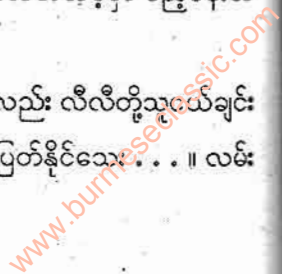 လည်း လီလီတို့သူငယ်ချင်း
ပြတ်နိုင်သေး . . . ။ လမ်း
www.burmeseclassic.com